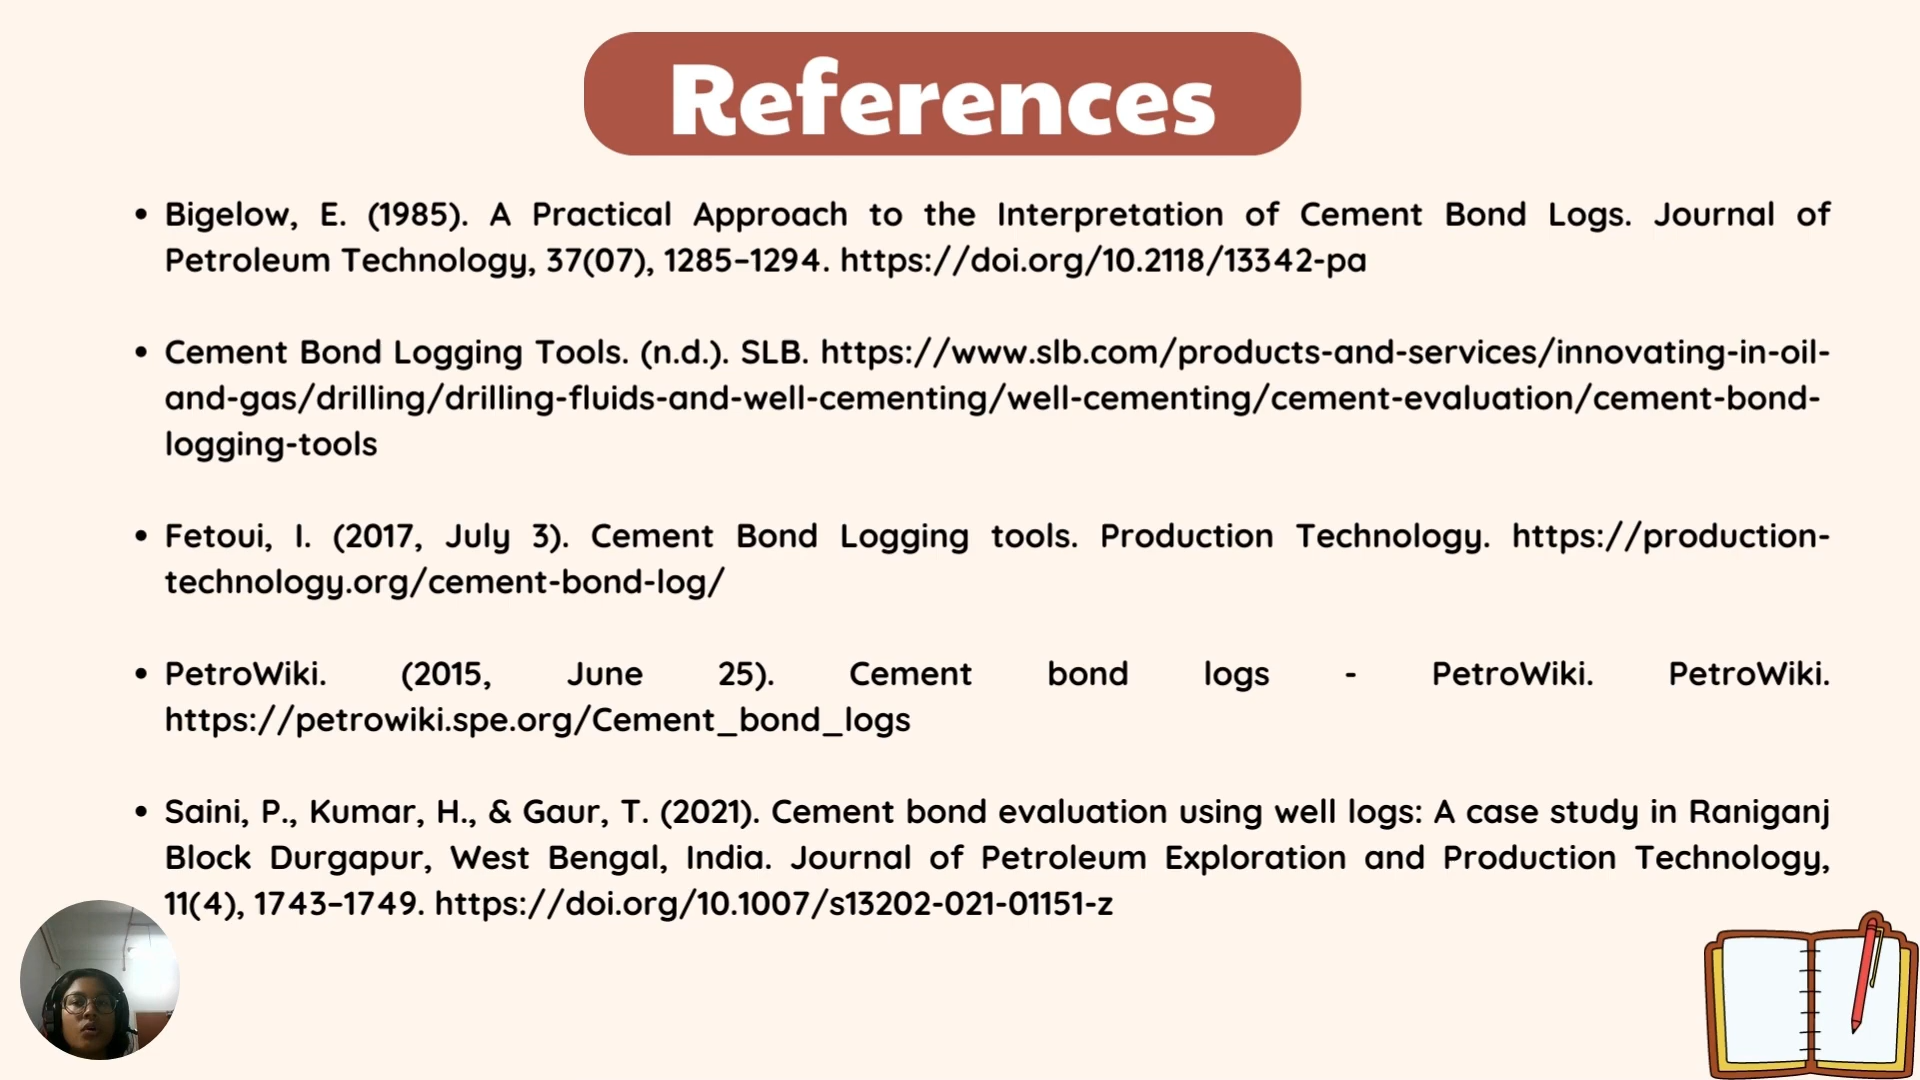 References
• Bigelow, E. (1985). A Practical Approach to the Interpretation of Cement Bond Logs. Journal of
Petroleum Technology, 37(07), 1285–1294. https://doi.org/10.2118/13342-pa
• Cement Bond Logging Tools. (n.d.). SLB. https://www.slb.com/products-and-services/innovating-in-oil-
and-gas/drilling/drilling-fluids-and-well-cementing/well-cementing/cement-evaluation/cement-bond-
logging-tools
• Fetoui, I. (2017, July 3). Cement Bond Logging tools. Production Technology. https://production-
technology.org/cement-bond-log/
• PetroWiki. (2015, June 25). Cement bond logs - PetroWiki. PetroWiki.
https://petrowiki.spe.org/Cement_bond_logs
• Saini, P., Kumar, H., & Gaur, T. (2021). Cement bond evaluation using well logs: A case study in Raniganj
Block Durgapur, West Bengal, India. Journal of Petroleum Exploration and Production Technology,
11(4), 1743–1749. https://doi.org/10.1007/s13202-021-01151-z